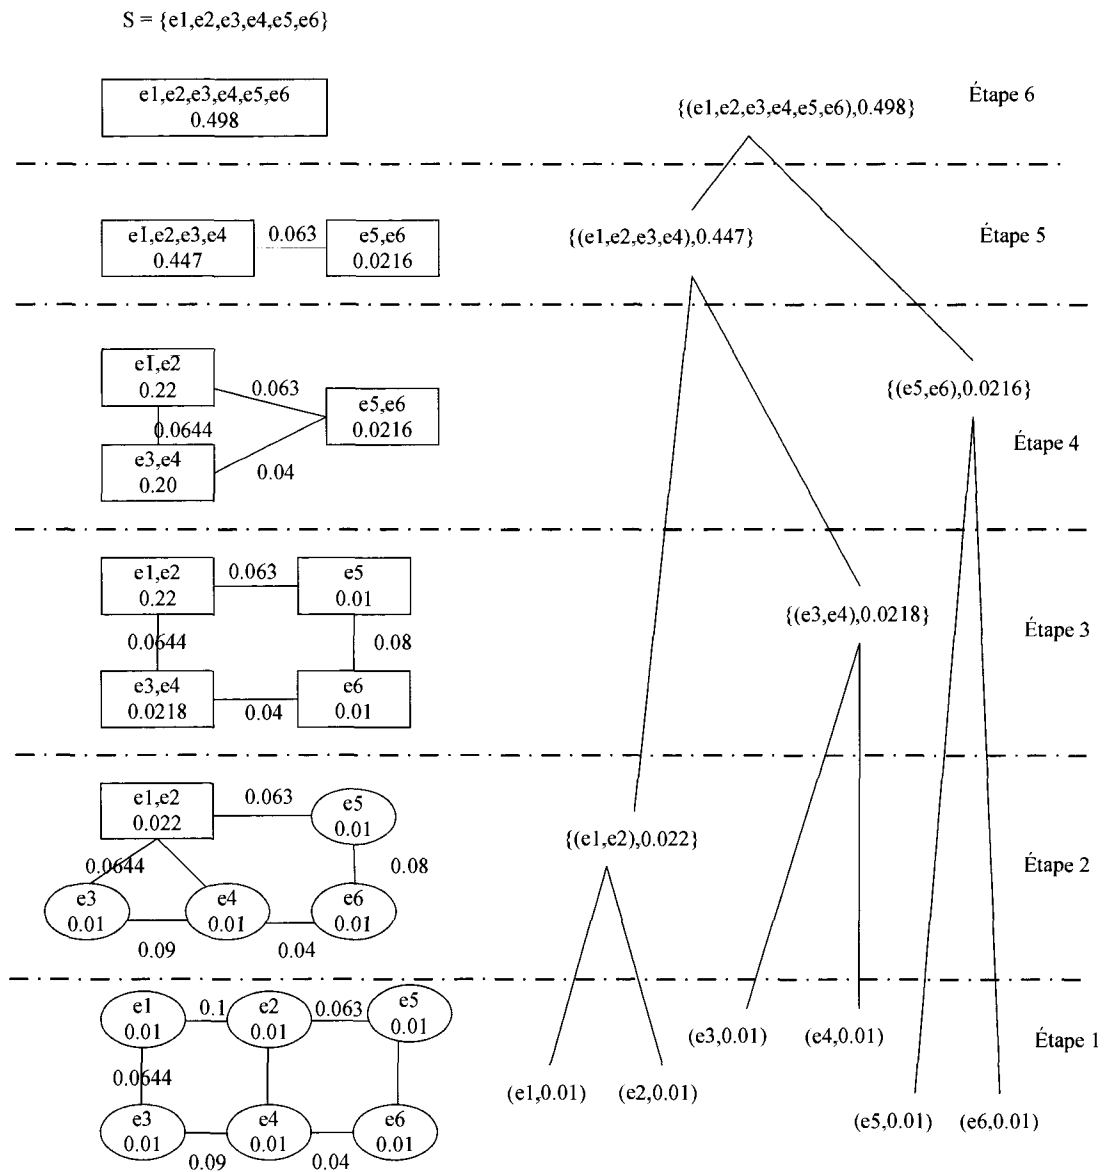 S = {e1,e2,e3,e4,e5,e6}
e1,e2,e3,e4,e5,e6
0.498
{(e1,e2,e3,e4,e5,e6),0.498}
Étape 6
e1,e2,e3,e4
0.447
0.063
e5,e6
0.0216
{(e1,e2,e3,e4),0.447}
Étape 5
e1,e2
0.22
0.063
e5,e6
0.0216
0.0644
e3,e4
0.20
0.04
{(e5,e6),0.0216}
Étape 4
e1,e2
0.22
0.063
e5
0.01
0.0644
0.08
e3,e4
0.0218
0.04
e6
0.01
{(e3,e4),0.0218}
Étape 3
e1,e2
0.022
0.063
e5
0.01
0.0644
0.08
e3
0.01
e4
0.01
e6
0.01
0.09
0.04
{(e1,e2),0.022}
Étape 2
e1
0.01
0.1
e2
0.01
0.063
e5
0.01
0.0644
e3
0.01
e4
0.01
e6
0.01
0.09
0.04
(e1,0.01)
(e2,0.01)
(e3,0.01)
(e4,0.01)
(e5,0.01)
(e6,0.01)
Étape 1